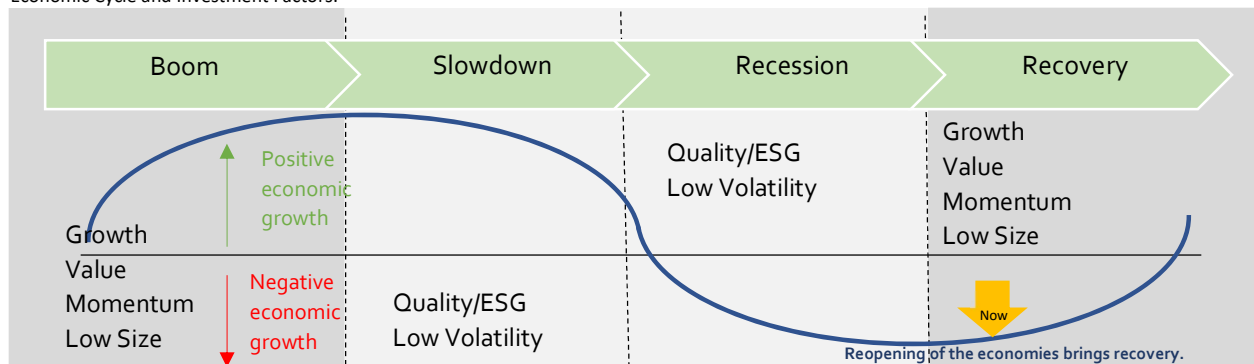 Economic Cycle and Investment Factors.
Boom
Slowdown
Recession
Recovery
Positive
economic
growth
Growth
Value
Momentum
Low Size
Negative
economic
growth
Quality/ESG
Low Volatility
Quality/ESG
Low Volatility
Growth
Value
Momentum
Low Size
Now
Reopening of the economies brings recovery.